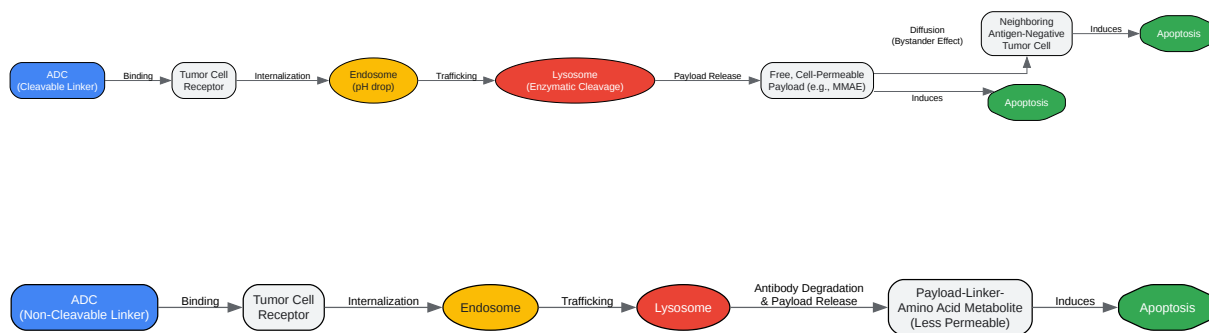 ADC
(Cleavable Linker)
Binding
Tumor Cell
Receptor
Internalization
Endosome
(pH drop)
Trafficking
Lysosome
(Enzymatic Cleavage)
Payload Release
Free, Cell-Permeable
Payload (e.g., MMAE)
Diffusion
(Bystander Effect)
Neighboring
Antigen-Negative
Tumor Cell
Induces
Apoptosis
Induces
Apoptosis
ADC
(Non-Cleavable Linker)
Binding
Tumor Cell
Receptor
Internalization
Endosome
Trafficking
Lysosome
Antibody Degradation
& Payload Release
Payload-Linker-
Amino Acid Metabolite
(Less Permeable)
Induces
Apoptosis